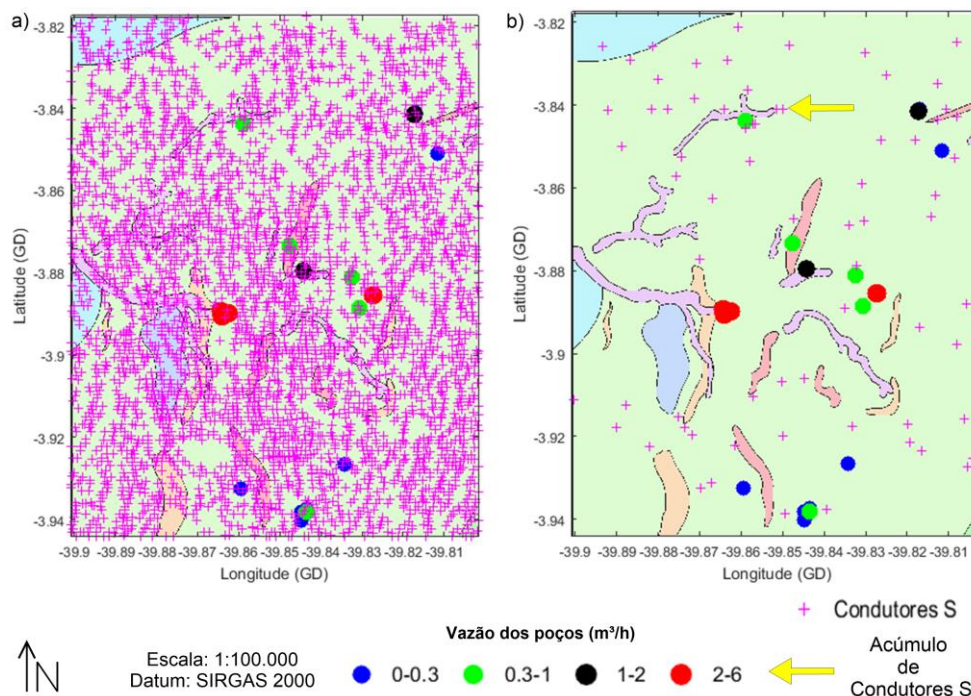 a)
b)
-3.82
-3.84
-3.86
-3.88
-3.9
-3.92
-3.94
Latitude (GD)
-39.9 -39.89 -39.88 -39.87 -39.86 -39.85 -39.84 -39.83 -39.82 -39.81
Longitude (GD)
-3.82
-3.84
-3.86
-3.88
-3.9
-3.92
-3.94
Latitude (GD)
-39.9 -39.89 -39.88 -39.87 -39.86 -39.85 -39.84 -39.83 -39.82 -39.81
Longitude (GD)
+ Condutores S
N
Escala: 1:100.000
Datum: SIRGAS 2000
Vazão dos poços (m³/h)
0-0.3 0.3-1 1-2 2-6
Acúmulo
de
Condutores S